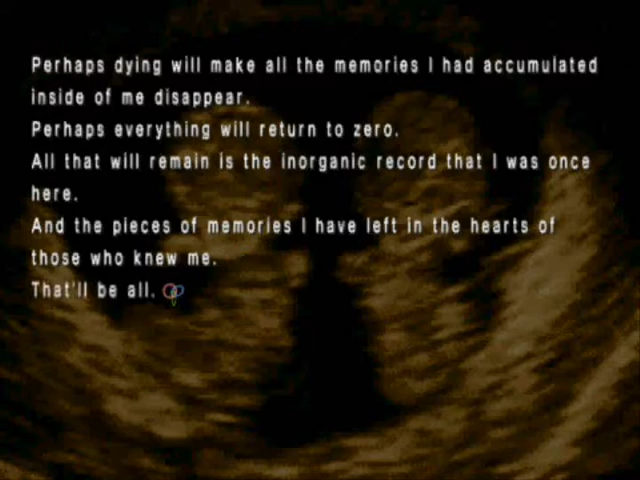 Perhaps dying will make all the memories I had accumulated
inside of me disappear.
Perhaps everything will return to zero.
All that will remain is the inorganic record that I was once
here.
And the pieces of memories I have left in the hearts of
those who knew me.
That'll be all.